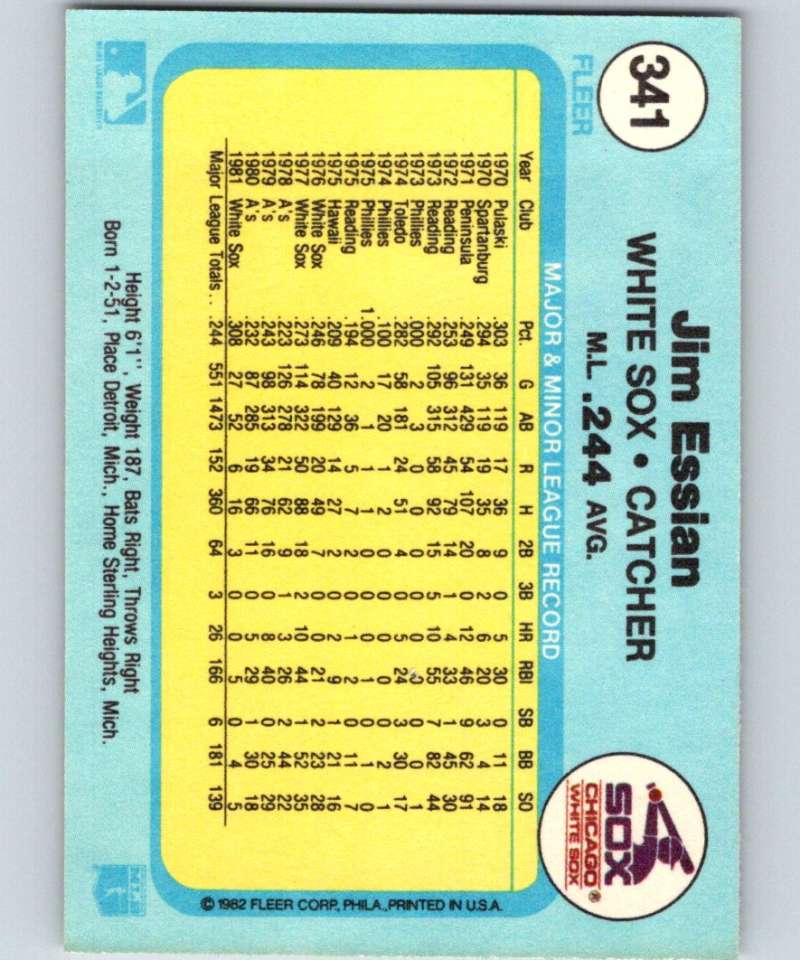 341
FLEER
Jim Essian
WHITE SOX • CATCHER
M.L. .244 AVG.
SOX
CHICAGO®
WHITE SOX
MAJOR & MINOR LEAGUE RECORD
Year Club Pct. G AB R H 2B 3B HR RBI SB BB SO
1970 Pulaski .303 36 119 17 36 9 0 5 30 0 11 18
1970 Spartanburg .294 35 119 19 35 8 2 6 20 3 4 14
1971 Peninsula .249 131 429 54 107 20 0 12 46 9 62 91
1972 Reading .253 96 312 45 79 14 1 4 33 1 45 30
1973 Reading .292 105 315 58 92 15 0 10 55 7 82 44
1973 Phillies .000 2 3 0 0 0 0 0 0 0 0 1
1974 Toledo .282 58 181 24 51 4 0 5 24 3 30 17
1974 Phillies .100 17 20 1 2 0 0 0 0 0 2 1
1975 Phillies 1.000 2 1 1 1 0 0 0 1 0 1 0
1975 Reading .194 12 36 5 7 0 0 1 2 2 11 7
1975 Hawaii .209 40 129 14 27 2 0 2 9 1 21 16
1976 White Sox .246 78 199 20 49 7 0 0 21 2 23 28
1977 White Sox .273 114 322 50 88 18 2 10 44 1 52 35
1978 A's .223 126 278 21 62 9 1 3 26 2 44 22
1979 A's .243 98 313 34 76 16 0 8 40 0 25 29
1980 A's .232 87 285 19 66 11 0 5 29 1 30 18
1981 White Sox .308 27 52 6 16 3 0 0 5 0 4 5
Major League Totals .. .244 551 1473 152 360 64 3 26 166 6 181 139
© 1982 FLEER CORP., PHILA., PRINTED IN U.S.A.
Height 6'1", Weight 187, Bats Right, Throws Right
Born 1-2-51, Place Detroit, Mich., Home Sterling Heights, Mich.